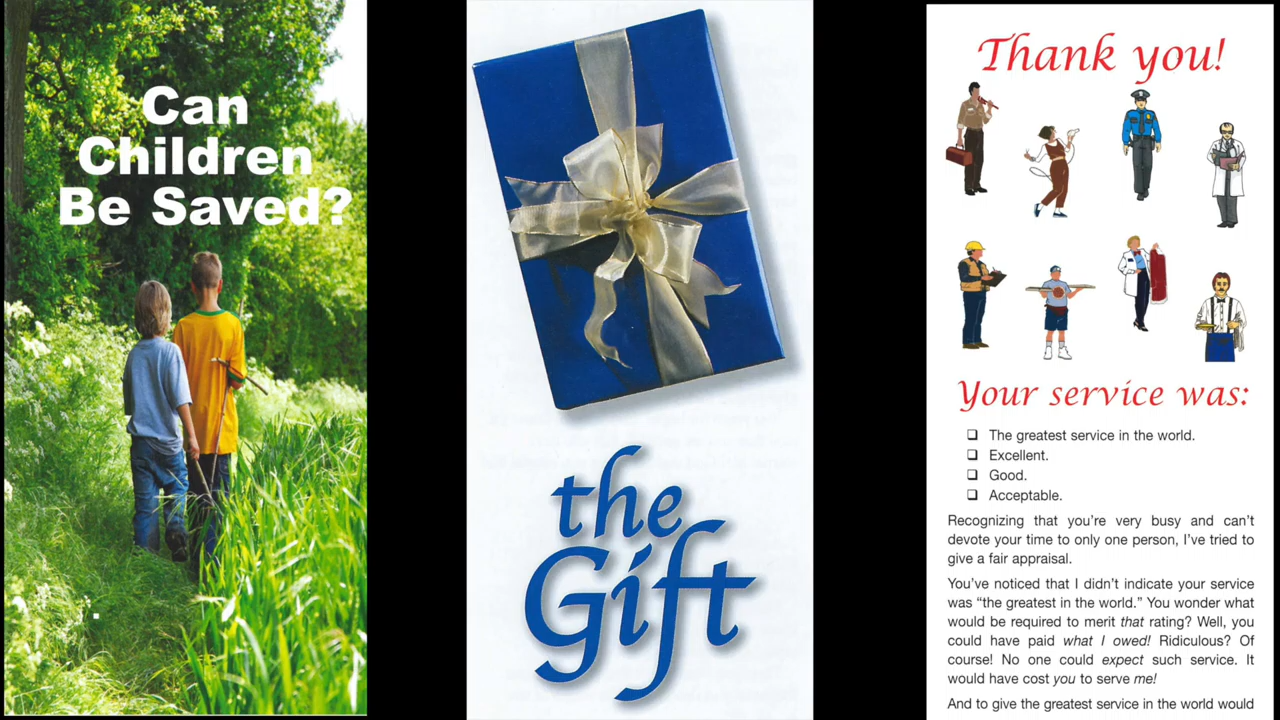 Can
Children
Be Saved?
the
Gift
Thank you!
Your service was:
❑ The greatest service in the world.
❑ Excellent.
❑ Good.
❑ Acceptable.
Recognizing that you're very busy and can't
devote your time to only one person, I've tried to
give a fair appraisal.
You've noticed that I didn't indicate your service
was “the greatest in the world.” You wonder what
would be required to merit that rating? Well, you
could have paid what I owed! Ridiculous? Of
course! No one could expect such service. It
would have cost you to serve me!
And to give the greatest service in the world would